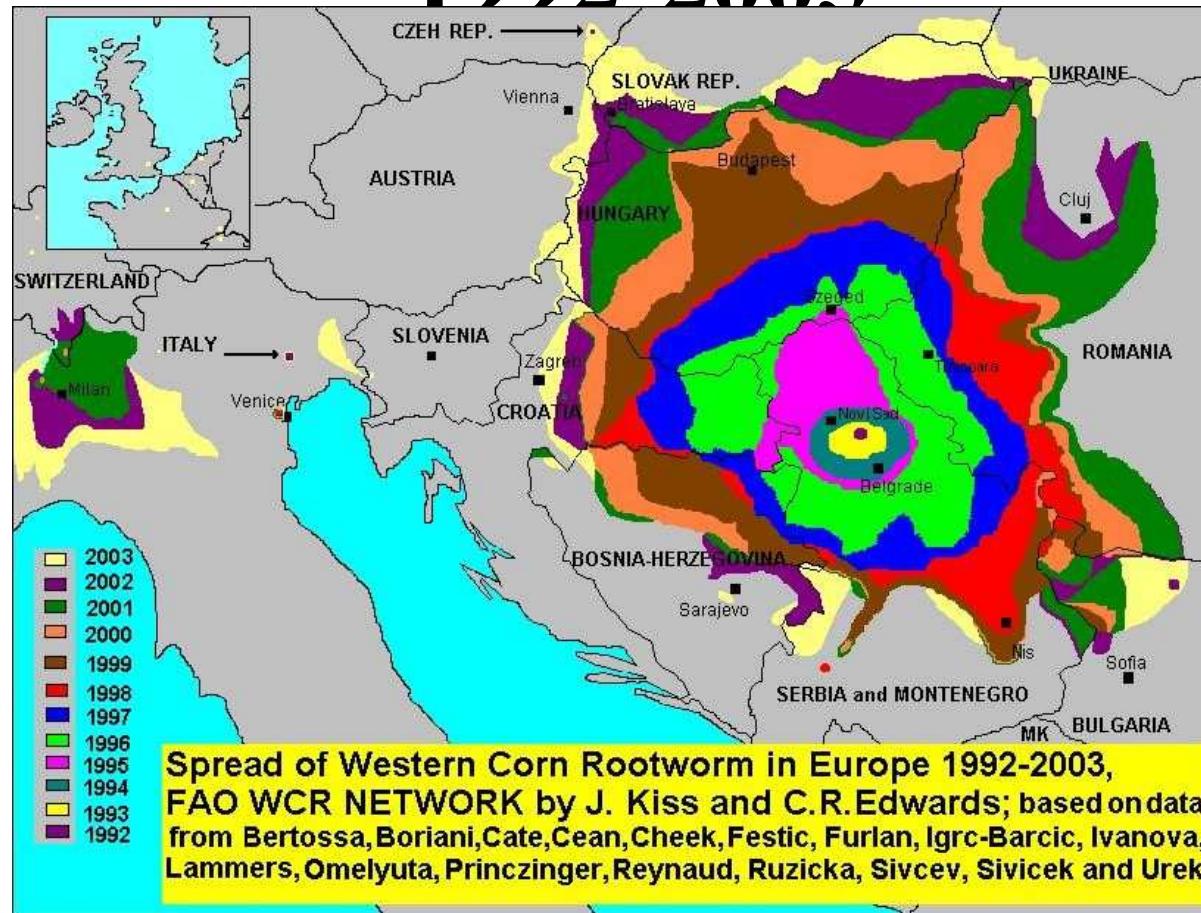 CZEH REP.
SLOVAK REP.
UKRAINE
Vienna
Bratislava
Budapest
AUSTRIA
HUNGARY
Cluj
SWITZERLAND
Szeged
ITALY
SLOVENIA
ROMANIA
Zagreb
Milan
Venice
CROATIA
Novi Sad
Belgrade
BOSNIA-HERZEGOVINA
Sarajevo
Nis
Sofia
SERBIA and MONTENEGRO
BULGARIA
MK
2003
2002
2001
2000
1999
1998
1997
1996
1995
1994
1993
1992
Spread of Western Corn Rootworm in Europe 1992-2003,
FAO WCR NETWORK by J. Kiss and C.R.Edwards; based on data
from Bertossa,Boriani,Cate,Cean,Cheek,Festic, Furlan, Igrc-Barcic, Ivanova,
Lammers, Omelyuta, Princzinger, Reynaud, Ruzicka, Sivcev, Sivicek and Urek